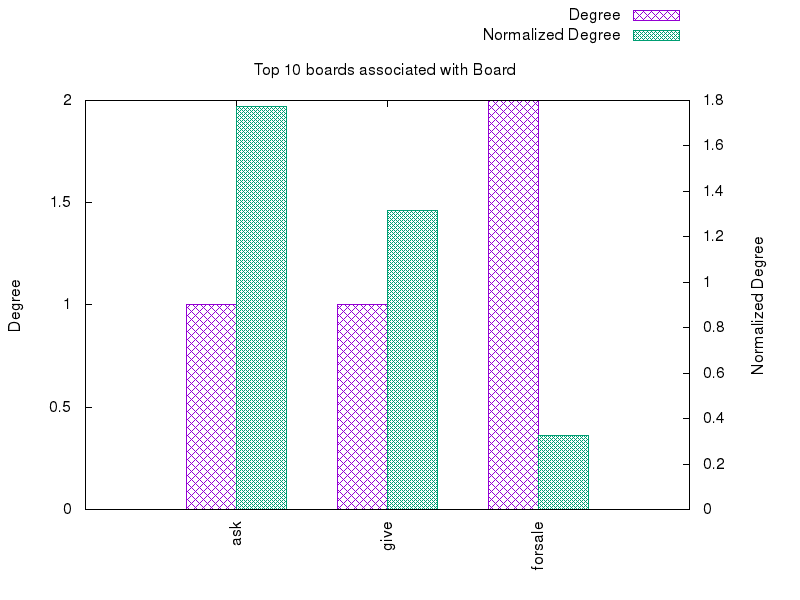 Degree
Normalized Degree
Top 10 boards associated with Board
2
1.5
1
0.5
0
Degree
1.8
1.6
1.4
1.2
1
0.8
0.6
0.4
0.2
0
Normalized Degree
ask
give
forsale